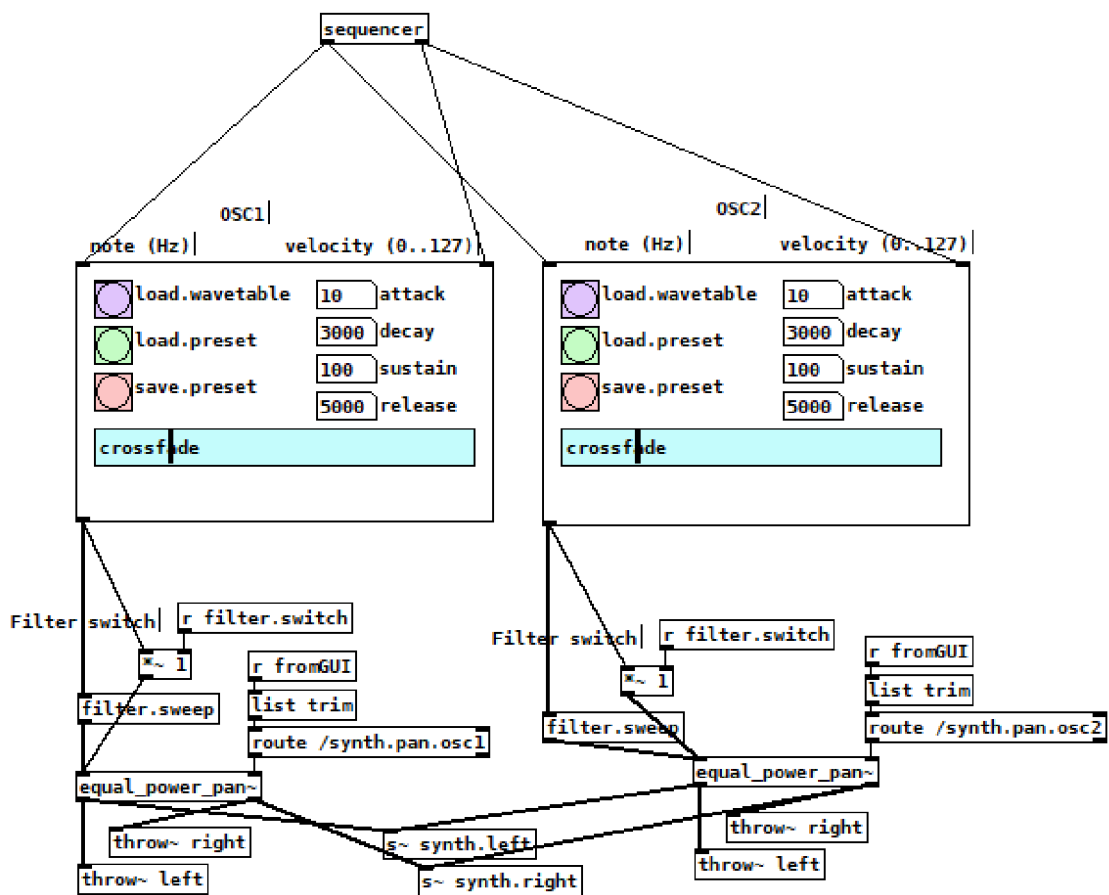 sequencer
OSC1
note (Hz)
velocity (0..127)
load.wavetable
10 attack
load.preset
3000 decay
100 sustain
save.preset
5000 release
crossfade
OSC2
note (Hz)
velocity (0..127)
load.wavetable
10 attack
load.preset
3000 decay
100 sustain
save.preset
5000 release
crossfade
Filter switch
r filter.switch
*~ 1
r fromGUI
list trim
filter.sweep
route /synth.pan.osc1
equal_power_pan~
throw~ right
throw~ left
s~ synth.left
s~ synth.right
Filter switch
r filter.switch
*~ 1
r fromGUI
list trim
filter.sweep
route /synth.pan.osc2
equal_power_pan~
throw~ right
throw~ left